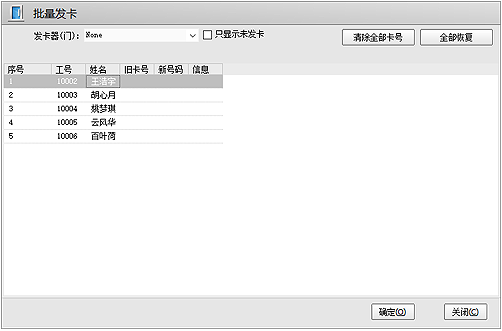 批量发卡
发卡器(门): None 只显示未发卡 清除全部卡号 全部恢复
序号 工号 姓名 旧卡号 新号码 信息
1 10002 王浩宇
2 10003 胡心月
3 10004 姚梦琪
4 10005 云风华
5 10006 百叶荷
确定(O) 关闭(C)